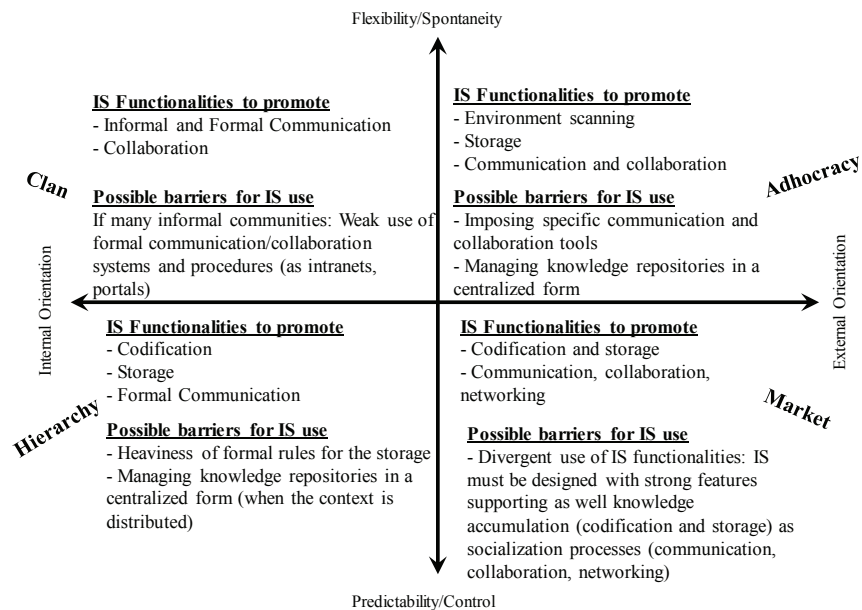 Flexibility/Spontaneity
IS Functionalities to promote
- Informal and Formal Communication
- Collaboration
Clan
Possible barriers for IS use
If many informal communities: Weak use of
formal communication/collaboration
systems and procedures (as intranets,
portals)
IS Functionalities to promote
- Environment scanning
- Storage
- Communication and collaboration
Adhocracy
Possible barriers for IS use
- Imposing specific communication and
collaboration tools
- Managing knowledge repositories in a
centralized form
Internal Orientation
External Orientation
IS Functionalities to promote
- Codification
- Storage
- Formal Communication
Hierarchy
Possible barriers for IS use
- Heaviness of formal rules for the storage
- Managing knowledge repositories in a
centralized form (when the context is
distributed)
IS Functionalities to promote
- Codification and storage
- Communication, collaboration,
networking
Market
Possible barriers for IS use
- Divergent use of IS functionalities: IS
must be designed with strong features
supporting as well knowledge
accumulation (codification and storage) as
socialization processes (communication,
collaboration, networking)
Predictability/Control